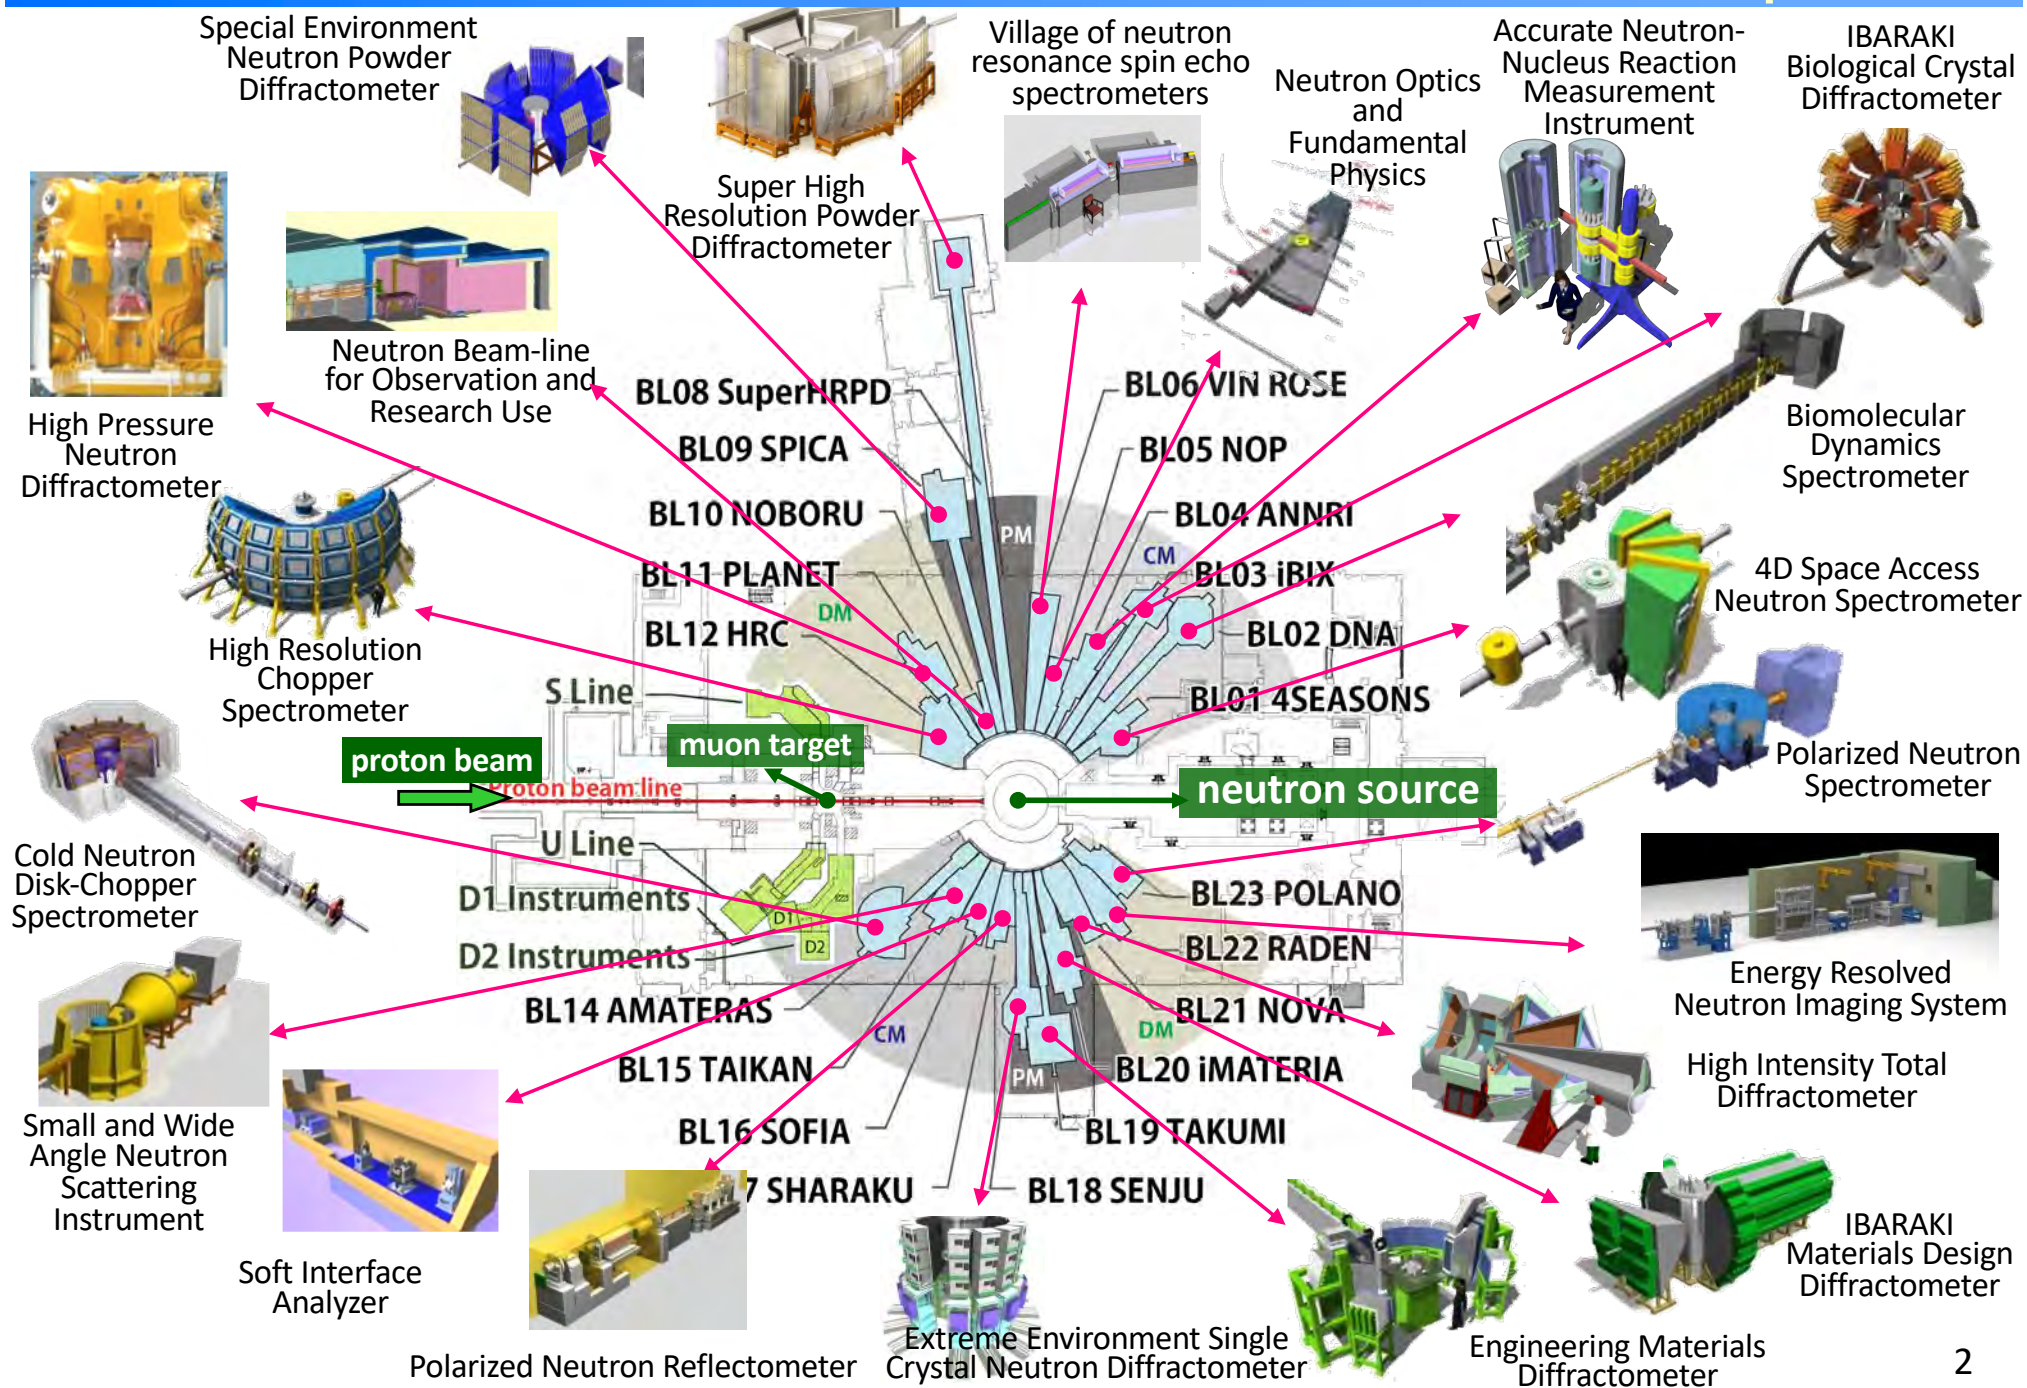 Special Environment
Neutron Powder
Diffractometer
Super High
Resolution Powder
Diffractometer
Village of neutron
resonance spin echo
spectrometers
Neutron Optics
and
Fundamental
Physics
Accurate Neutron-
Nucleus Reaction
Measurement
Instrument
IBARAKI
Biological Crystal
Diffractometer
High Pressure
Neutron
Diffractometer
Neutron Beam-line
for Observation and
Research Use
Biomolecular
Dynamics
Spectrometer
High Resolution
Chopper
Spectrometer
4D Space Access
Neutron Spectrometer
Polarized Neutron
Spectrometer
BL08 SuperHRPD
BL09 SPICA
BL10 NOBORU
BL11 PLANET
BL12 HRC
BL06 VIN ROSE
BL05 NOP
BL04 ANNRI
BL03 iBIX
BL02 DNA
BL01 4SEASONS
PM
CM
DM
S Line
proton beam
muon target
Proton beam line
neutron source
U Line
D1 Instruments
D2 Instruments
D1
D2
Cold Neutron
Disk-Chopper
Spectrometer
BL14 AMATERAS
BL15 TAIKAN
BL16 SOFIA
7 SHARAKU
BL18 SENJU
BL19 TAKUMI
BL20 iMATERIA
BL21 NOVA
BL22 RADEN
BL23 POLANO
CM
PM
DM
Energy Resolved
Neutron Imaging System
High Intensity Total
Diffractometer
Small and Wide
Angle Neutron
Scattering
Instrument
Soft Interface
Analyzer
Polarized Neutron Reflectometer
Extreme Environment Single
Crystal Neutron Diffractometer
Engineering Materials
Diffractometer
IBARAKI
Materials Design
Diffractometer
2